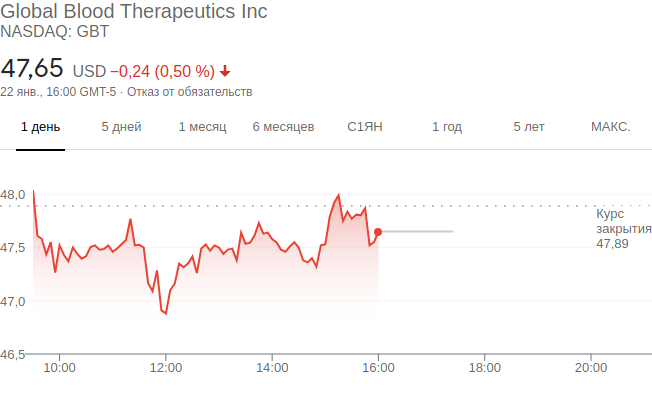 Global Blood Therapeutics Inc
NASDAQ: GBT
47,65 USD −0,24 (0,50 %)
22 янв., 16:00 GMT-5 · Отказ от обязательств
1 день 5 дней 1 месяц 6 месяцев С1ЯН 1 год 5 лет МАКС.
48,0
Курс
закрытия
47,5 47,89
47,0
46,5
10:00 12:00 14:00 16:00 18:00 20:00